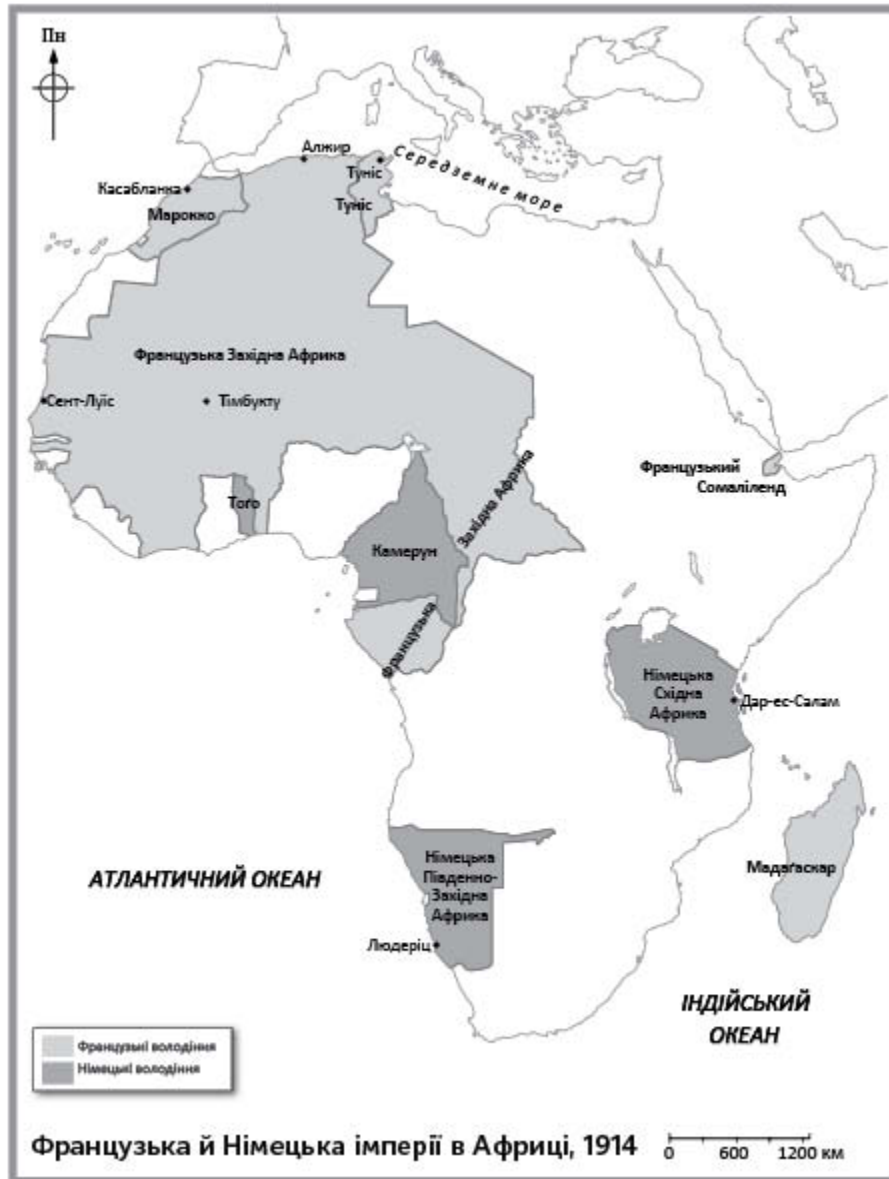 Пн
Алжир
Туніс
Середземне море
Касабланка
Марокко
Туніс
Французька Західна Африка
Сент-Луїс
Тімбукту
Французький
Сомаліленд
Того
Камерун
Французька Західна Африка
Німецька
Східна
Африка
Дар-ес-Салам
АТЛАНТИЧНИЙ ОКЕАН
Німецька
Південно-
Західна
Африка
Мадагаскар
Людеріц
ІНДІЙСЬКИЙ
ОКЕАН
Французькі володіння
Німецькі володіння
Французька й Німецька імперії в Африці, 1914
0 600 1200 км